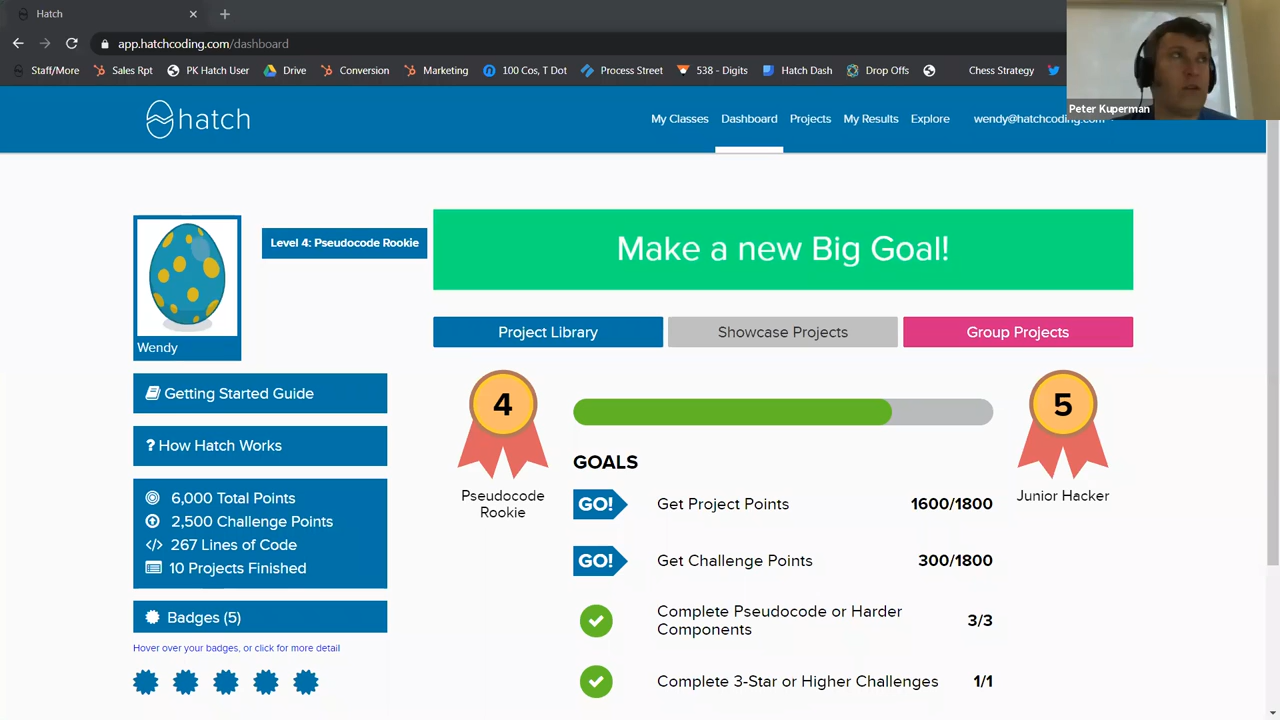 Hatch
app.hatchcoding.com/dashboard
Staff/More
Sales Rpt
PK Hatch User
Drive
Conversion
Marketing
100 Cos, T Dot
Process Street
538 - Digits
Hatch Dash
Drop Offs
Chess Strategy
Peter Kuperman
hatch
My Classes
Dashboard
Projects
My Results
Explore
wendy@hatchcoding.com
Level 4: Pseudocode Rookie
Make a new Big Goal!
Wendy
Project Library
Showcase Projects
Group Projects
Getting Started Guide
? How Hatch Works
6,000 Total Points
2,500 Challenge Points
</> 267 Lines of Code
10 Projects Finished
Badges (5)
Hover over your badges, or click for more detail
4
5
Pseudocode
Rookie
Junior Hacker
GOALS
GO! Get Project Points 1600/1800
GO! Get Challenge Points 300/1800
Complete Pseudocode or Harder
Components
3/3
Complete 3-Star or Higher Challenges 1/1